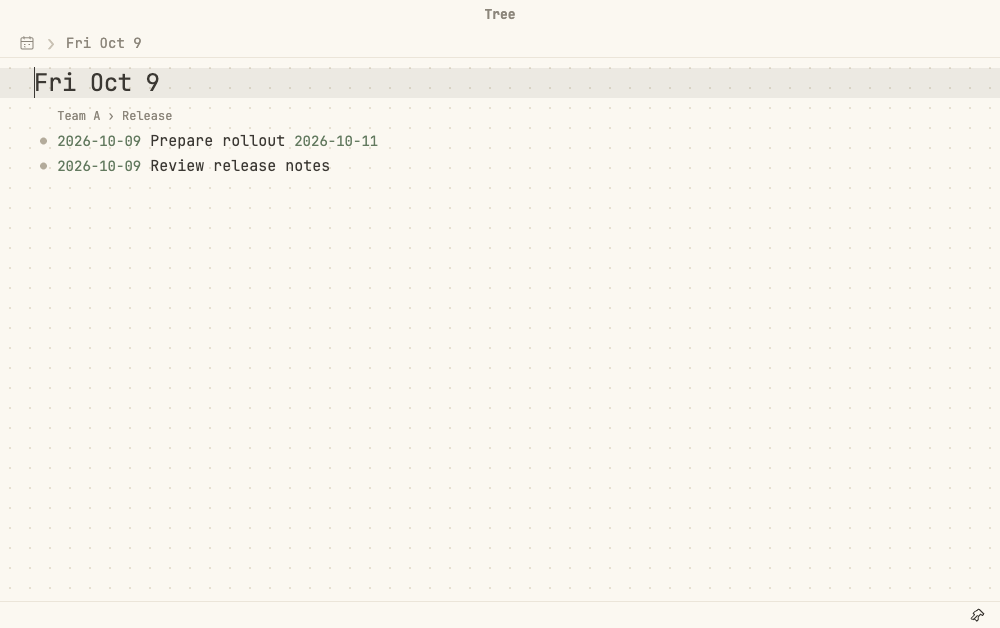 Tree
Fri Oct 9
Fri Oct 9
Team A › Release
2026-10-09 Prepare rollout 2026-10-11
2026-10-09 Review release notes